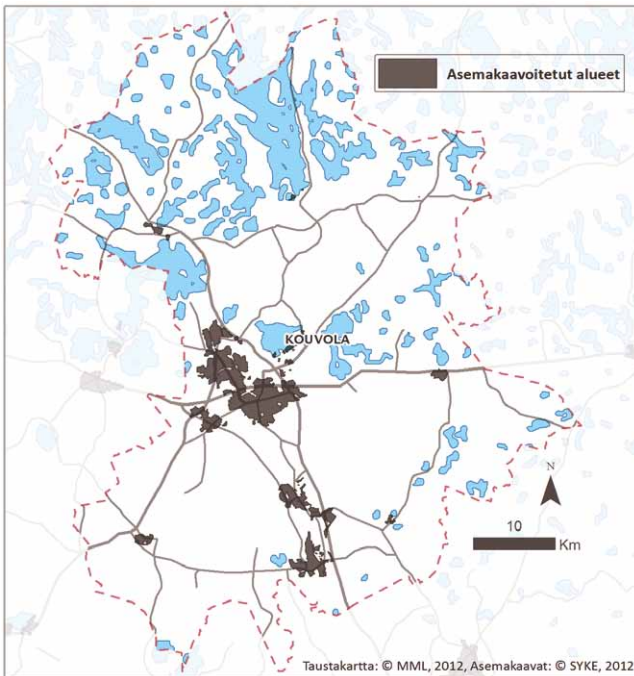 Asemakaavoitetut alueet
KOUVOLA
N
10
Km
Taustakartta: © MML, 2012, Asemakaavat: © SYKE, 2012